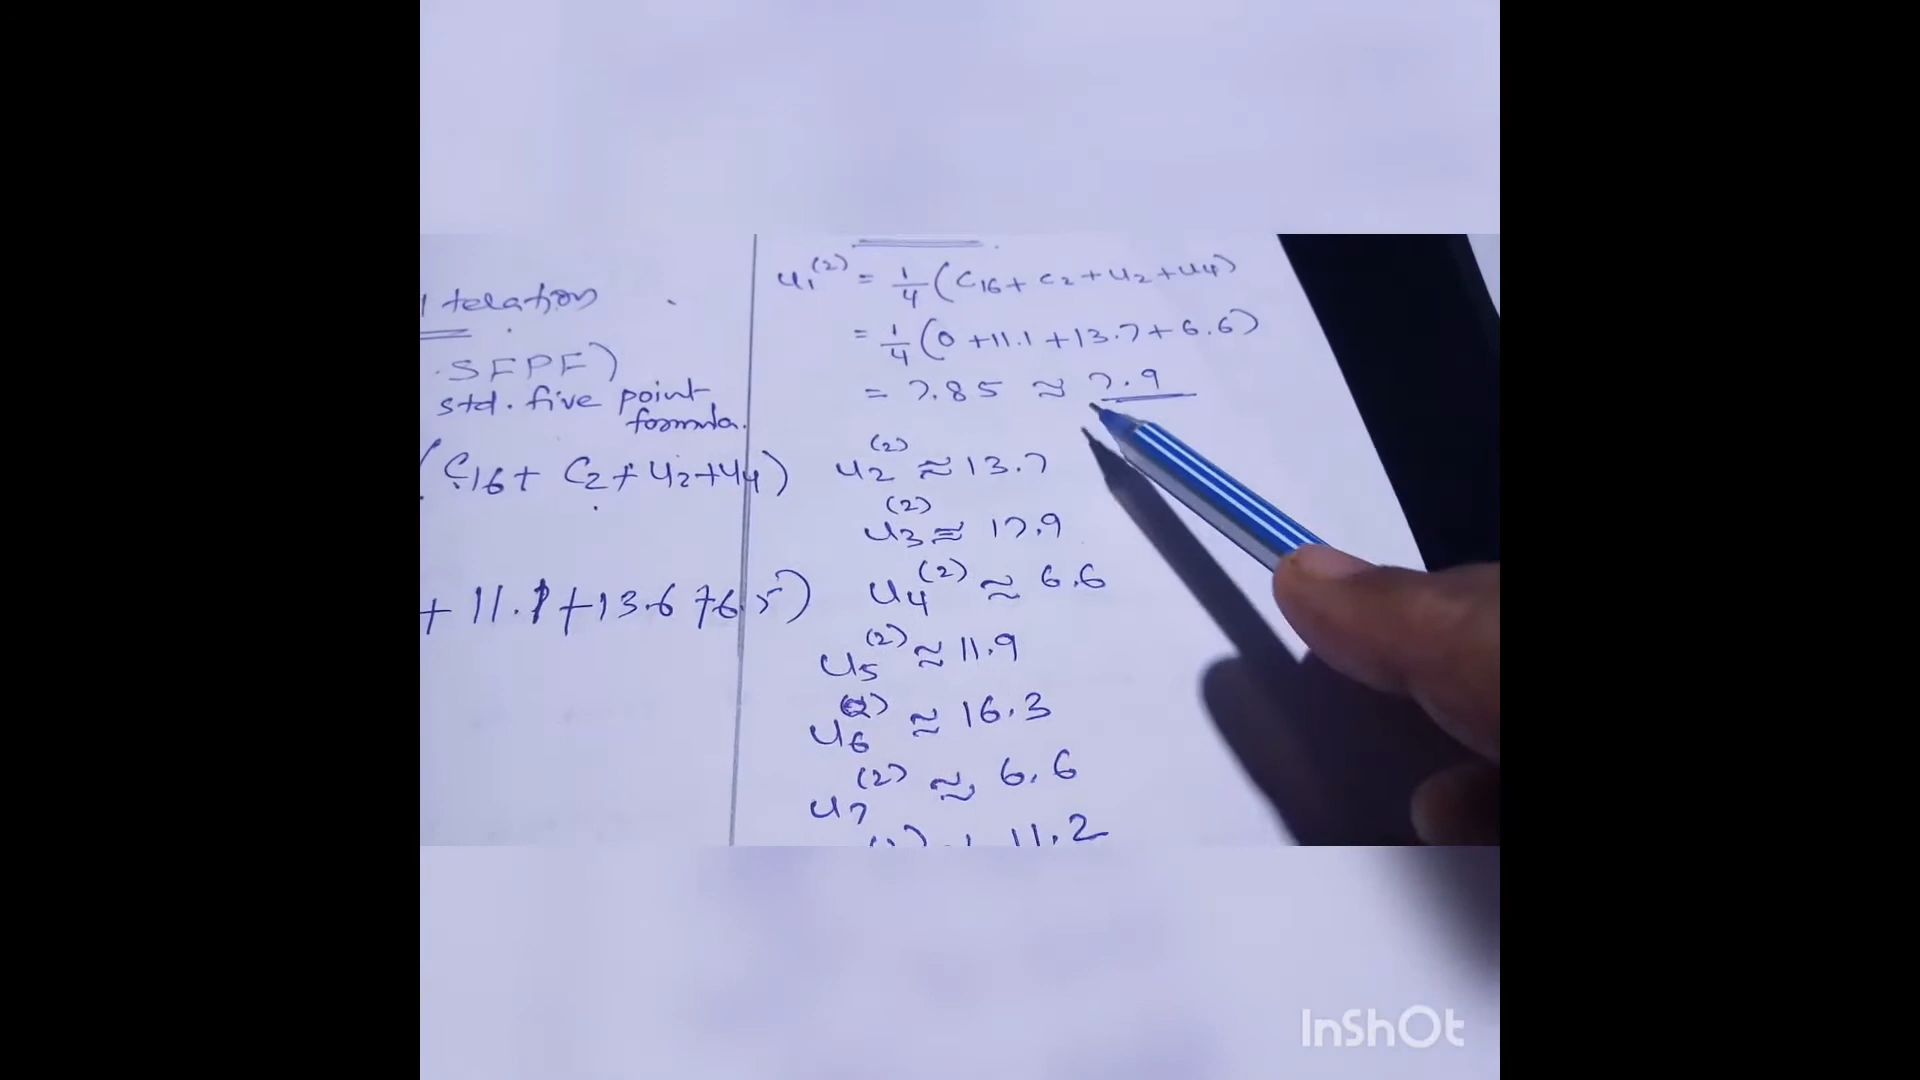 Iteration
SFPF)
std. five point
formula.
(C16 + C2 + U2 + U4)
+ 11.1 + 13.6 + 6.5)
U1^(2) = 1/4 (C16 + C2 + U2 + U4)
= 1/4 (0 + 11.1 + 13.7 + 6.6)
= 7.85 ≈ 7.9
U2^(2) ≈ 13.7
U3^(2) ≈ 17.9
U4^(2) ≈ 6.6
U5^(2) ≈ 11.9
U6^(2) ≈ 16.3
U7^(2) ≈ 6.6
11.2
InShOt